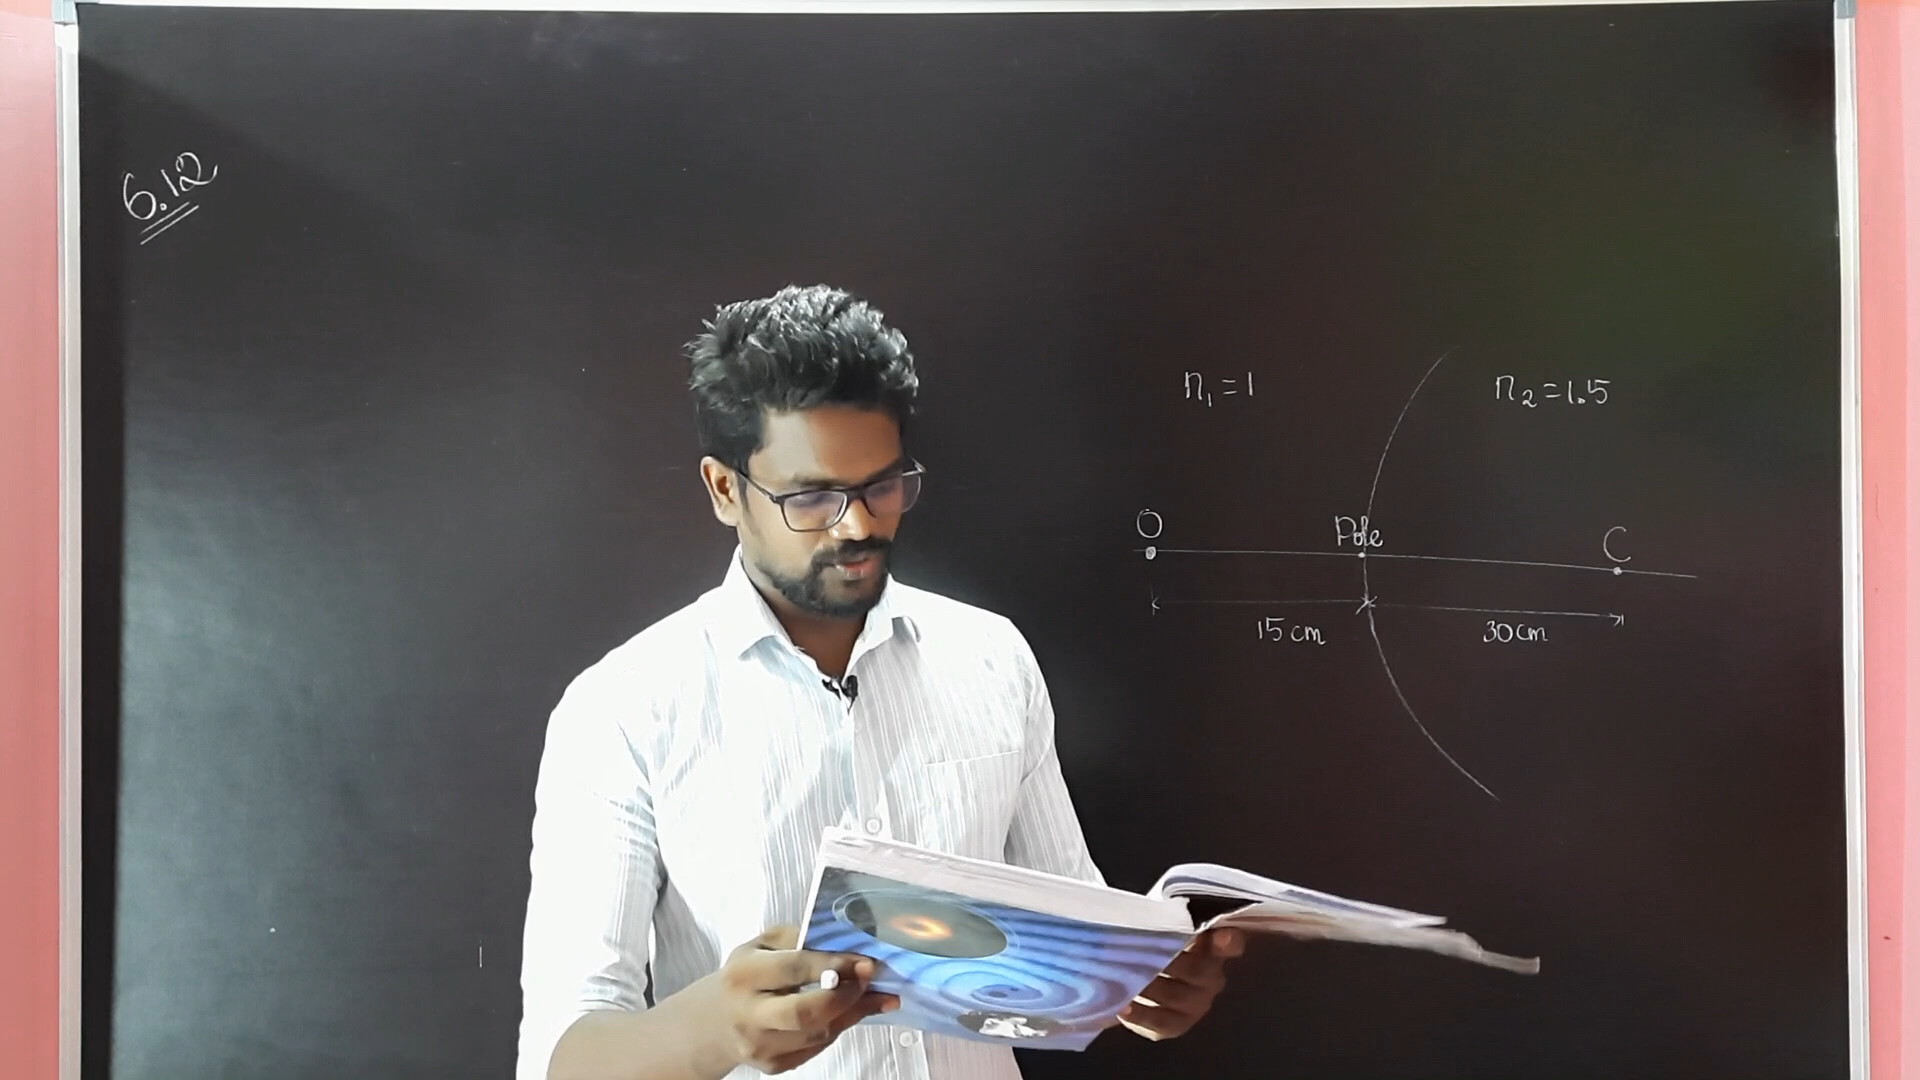 6.12
n₁ = 1
n₂ = 1.5
O
Pole
C
15 cm
30 cm